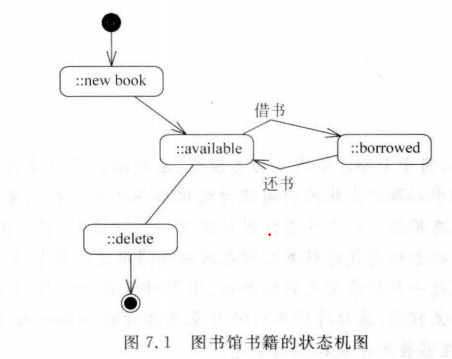 ::new book
借书
::available
::borrowed
还书
::delete
图 7.1 图书馆书籍的状态机图